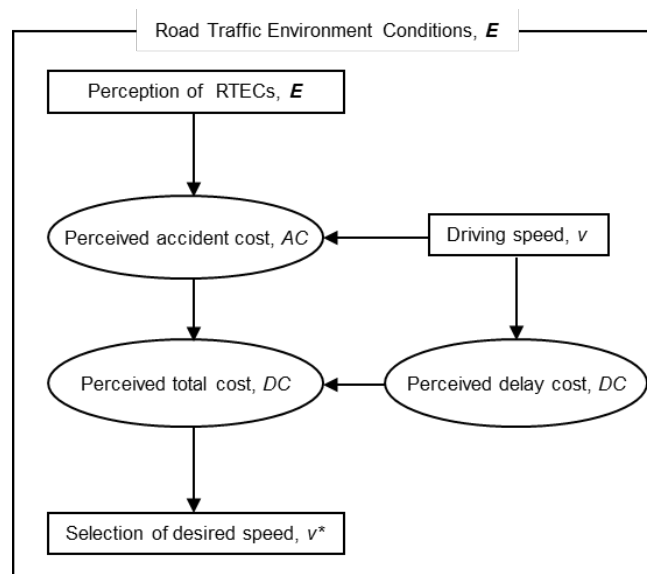 Road Traffic Environment Conditions, E
Perception of RTECs, E
Perceived accident cost, AC
Driving speed, v
Perceived total cost, DC
Perceived delay cost, DC
Selection of desired speed, v*